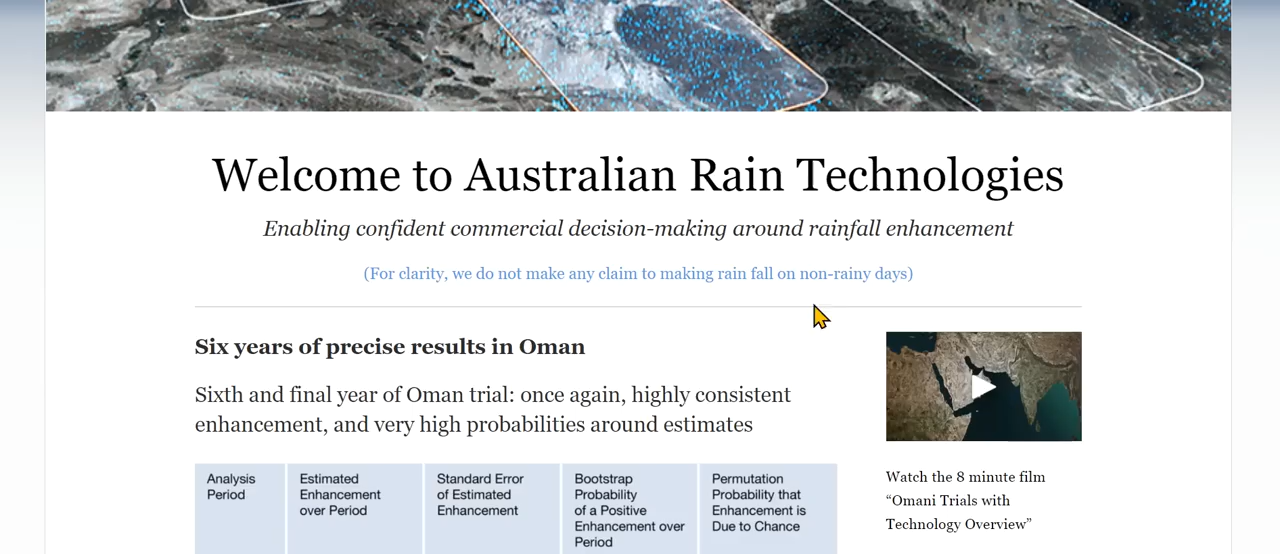 Welcome to Australian Rain Technologies
Enabling confident commercial decision-making around rainfall enhancement
(For clarity, we do not make any claim to making rain fall on non-rainy days)
Six years of precise results in Oman
Sixth and final year of Oman trial: once again, highly consistent
enhancement, and very high probabilities around estimates
Analysis
Period
Estimated
Enhancement
over Period
Standard Error
of Estimated
Enhancement
Bootstrap
Probability
of a Positive
Enhancement over
Period
Permutation
Probability that
Enhancement is
Due to Chance
Watch the 8 minute film
“Omani Trials with
Technology Overview”